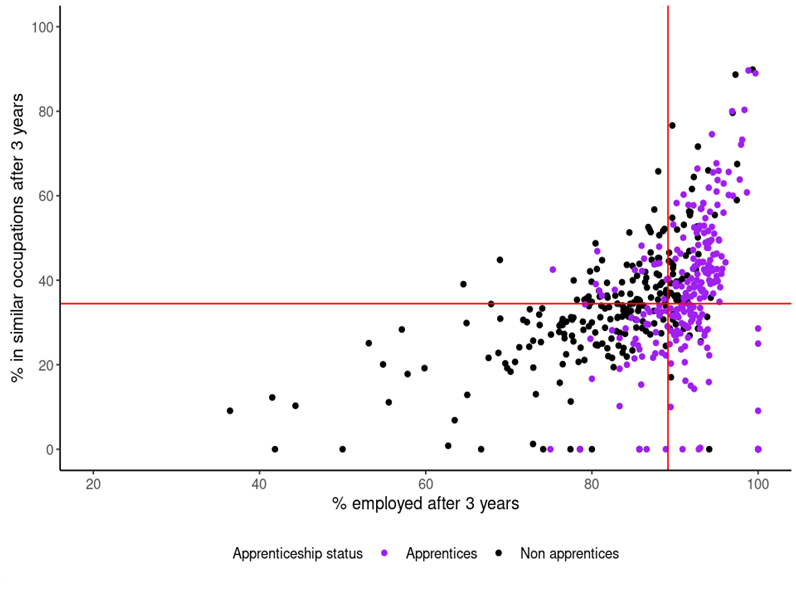 % in similar occupations after 3 years
100
80
60
40
20
0
20 40 60 80 100
% employed after 3 years
Apprenticeship status Apprentices Non apprentices